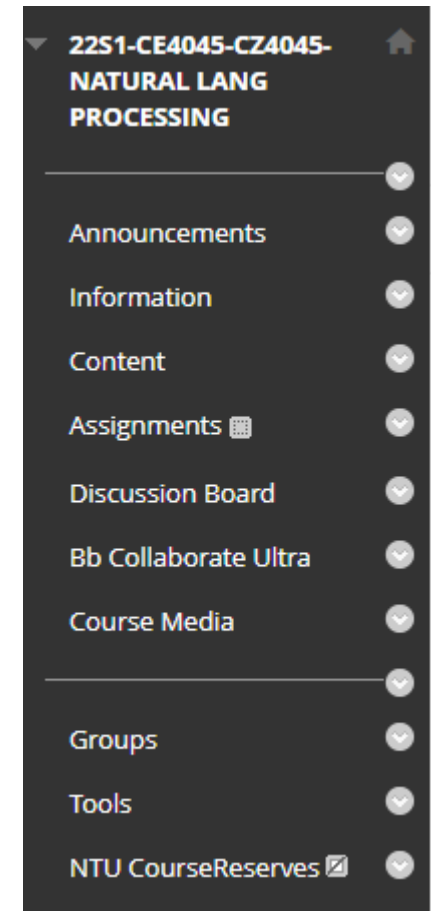 22S1-CE4045-CZ4045-
NATURAL LANG
PROCESSING
Announcements
Information
Content
Assignments
Discussion Board
Bb Collaborate Ultra
Course Media
Groups
Tools
NTU CourseReserves